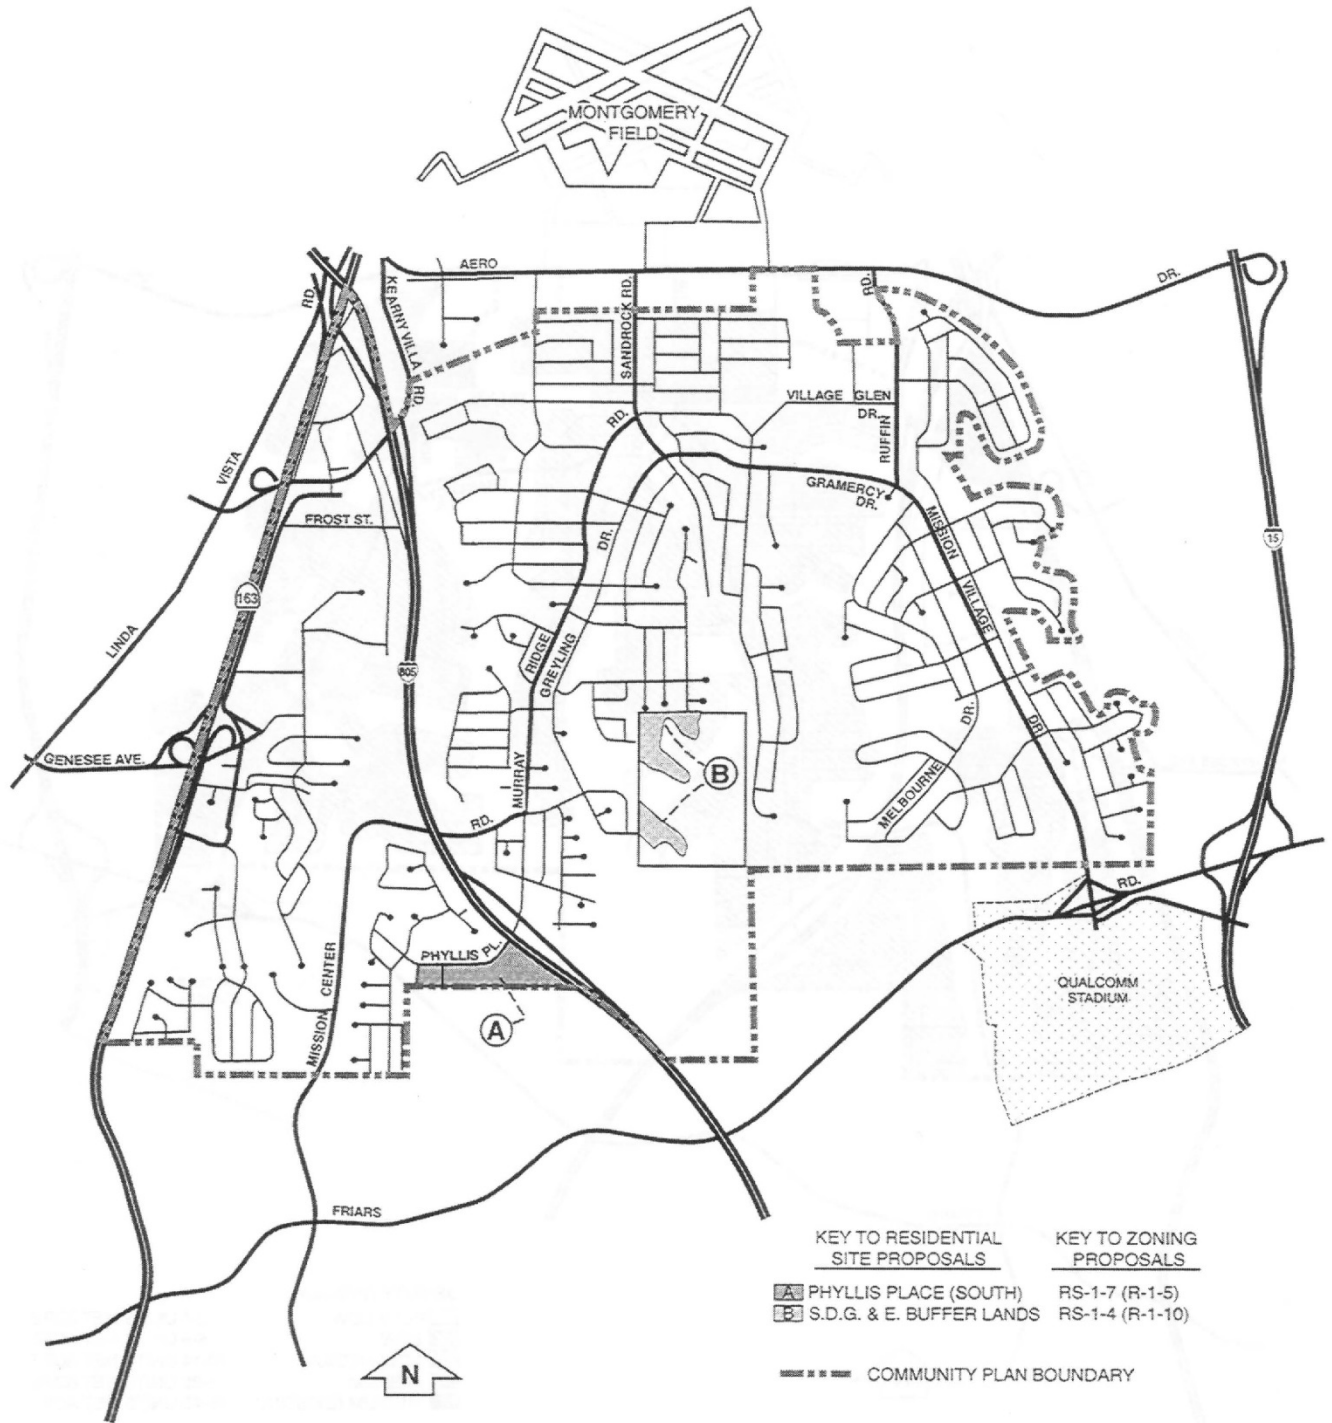 MONTGOMERY
FIELD
AERO
DR.
RD.
KEARNY VILLA
RD.
SANDROCK RD.
RD.
VILLAGE GLEN
DR.
RUFFIN
RD.
VISTA
GRAMERCY
DR.
FROST ST.
DR.
MISSION
15
163
VILLAGE
LINDA
RIDGE
GREYLING
805
DR.
DR.
GENESEE AVE.
B
MURRAY
MELBOURNE
RD.
RD.
PHYLLIS PL.
CENTER
QUALCOMM
STADIUM
A
MISSION
FRIARS
KEY TO RESIDENTIAL
SITE PROPOSALS
KEY TO ZONING
PROPOSALS
A PHYLLIS PLACE (SOUTH) RS-1-7 (R-1-5)
B S.D.G. & E. BUFFER LANDS RS-1-4 (R-1-10)
COMMUNITY PLAN BOUNDARY
N